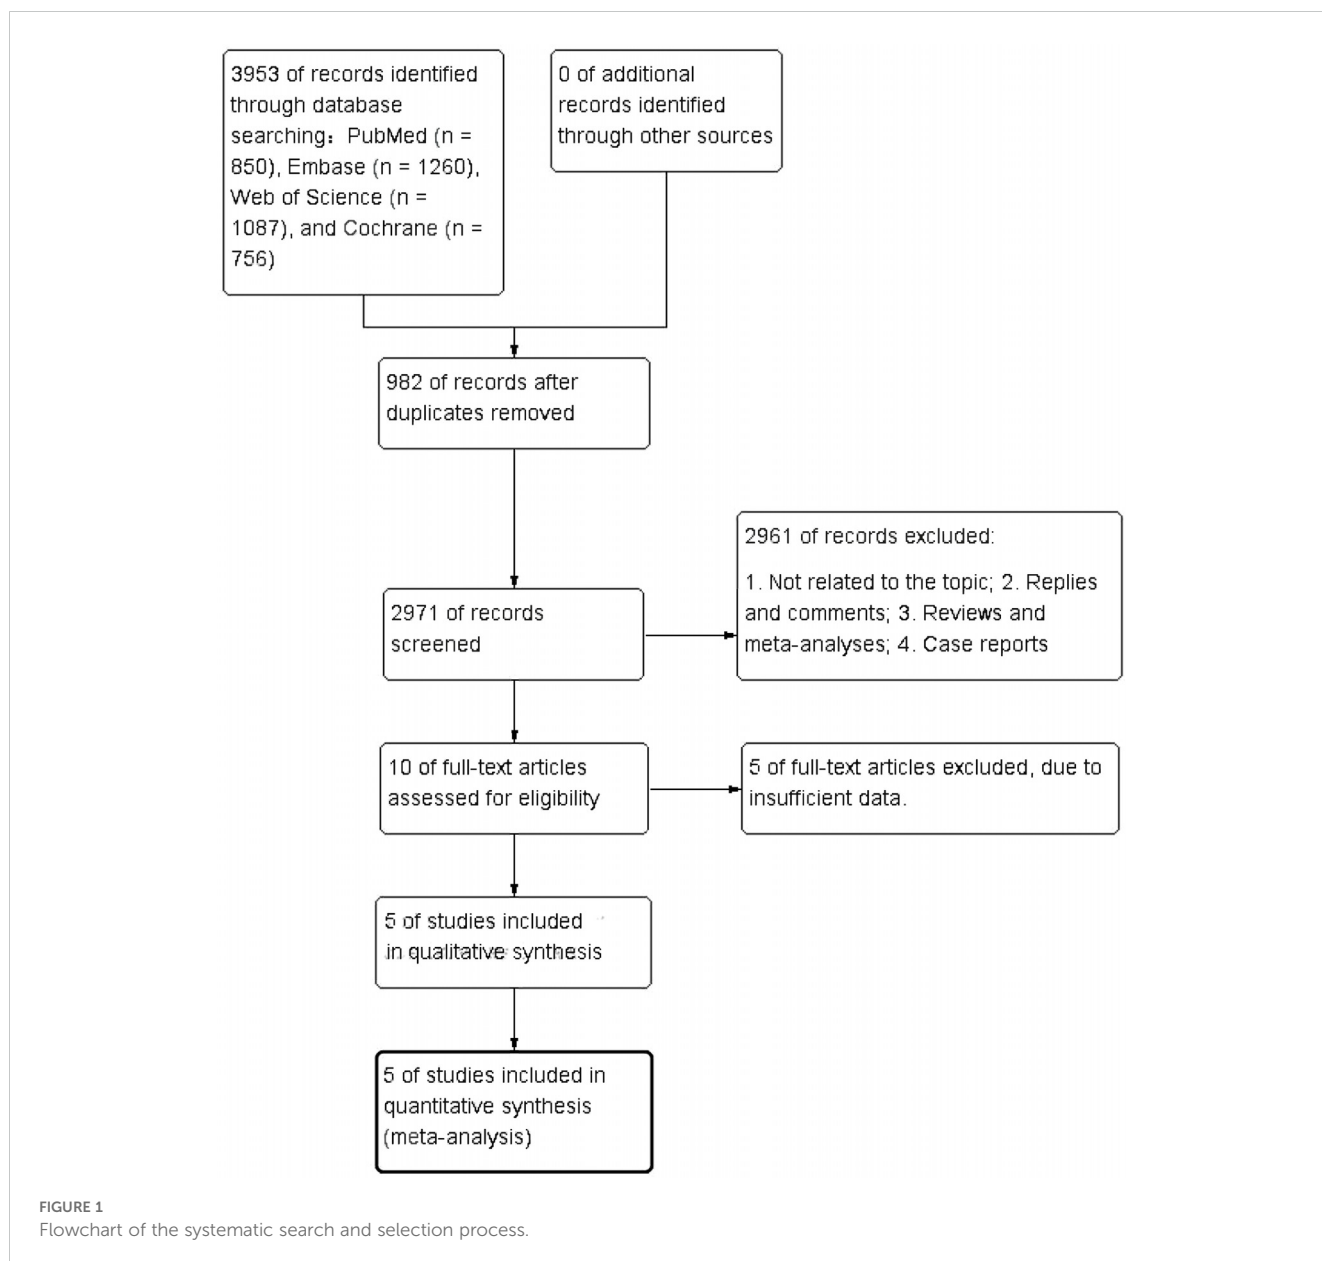 3953 of records identified
through database
searching： PubMed (n =
850), Embase (n = 1260),
Web of Science (n =
1087), and Cochrane (n =
756)
0 of additional
records identified
through other sources
982 of records after
duplicates removed
2961 of records excluded:
1. Not related to the topic; 2. Replies
and comments; 3. Reviews and
meta-analyses; 4. Case reports
2971 of records
screened
10 of full-text articles
assessed for eligibility
5 of full-text articles excluded, due to
insufficient data.
5 of studies included
in qualitative synthesis
5 of studies included in
quantitative synthesis
(meta-analysis)
FIGURE 1
Flowchart of the systematic search and selection process.